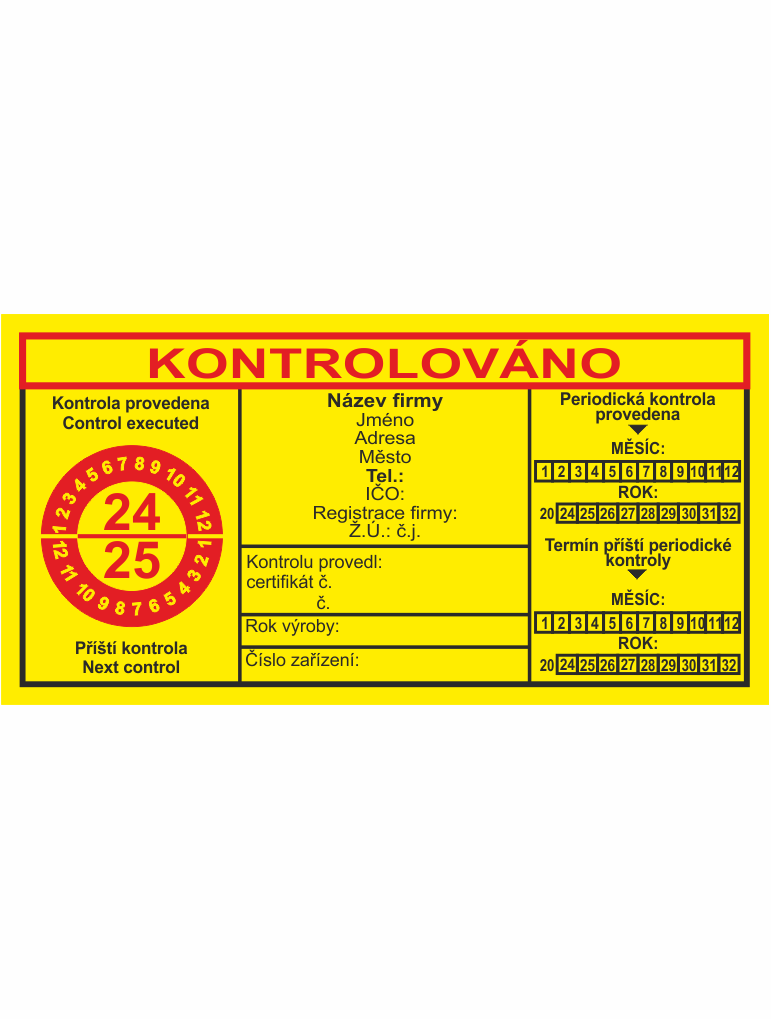 KONTROLOVÁNO
Kontrola provedena
Control executed
1 2 3 4 5 6 7 8 9 10 11 12
24
25
12 11 10 9 8 7 6 5 4 3 2 1
Příští kontrola
Next control
Název firmy
Jméno
Adresa
Město
Tel.:
IČO:
Registrace firmy:
Ž.Ú.: č.j.
Kontrolu provedl:
certifikát č.
č.
Rok výroby:
Číslo zařízení:
Periodická kontrola
provedena
MĚSÍC:
1 2 3 4 5 6 7 8 9 10 11 12
ROK:
20 24 25 26 27 28 29 30 31 32
Termín příští periodické
kontroly
MĚSÍC:
1 2 3 4 5 6 7 8 9 10 11 12
ROK:
20 24 25 26 27 28 29 30 31 32